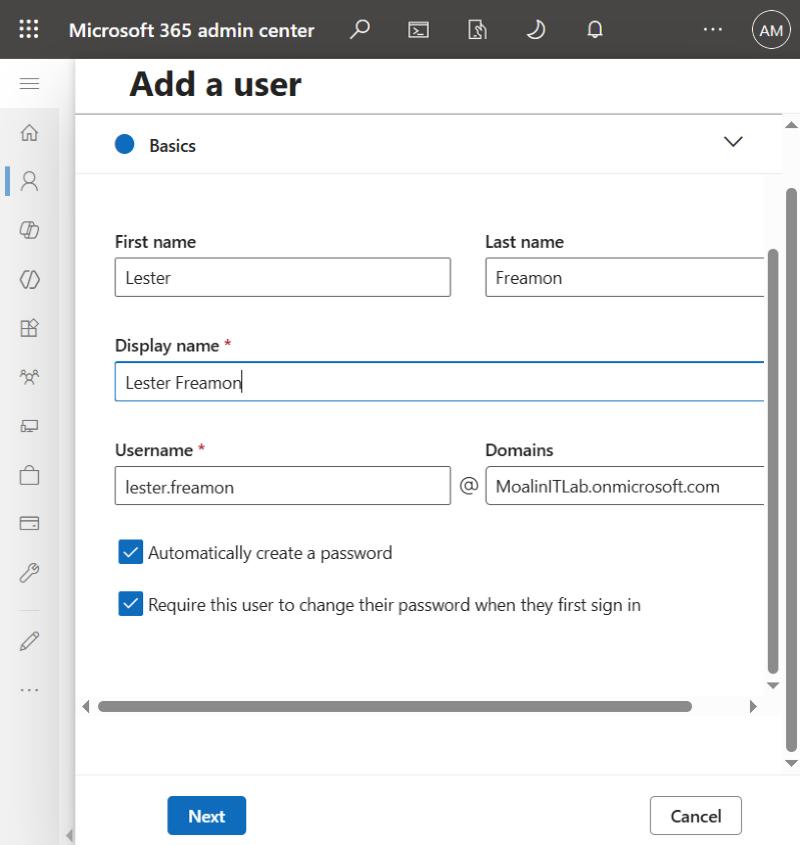 Microsoft 365 admin center
AM
Add a user
Basics
First name
Last name
Lester
Freamon
Display name *
Lester Freamon
Username *
Domains
lester.freamon
@
MoalinITLab.onmicrosoft.com
Automatically create a password
Require this user to change their password when they first sign in
Next
Cancel